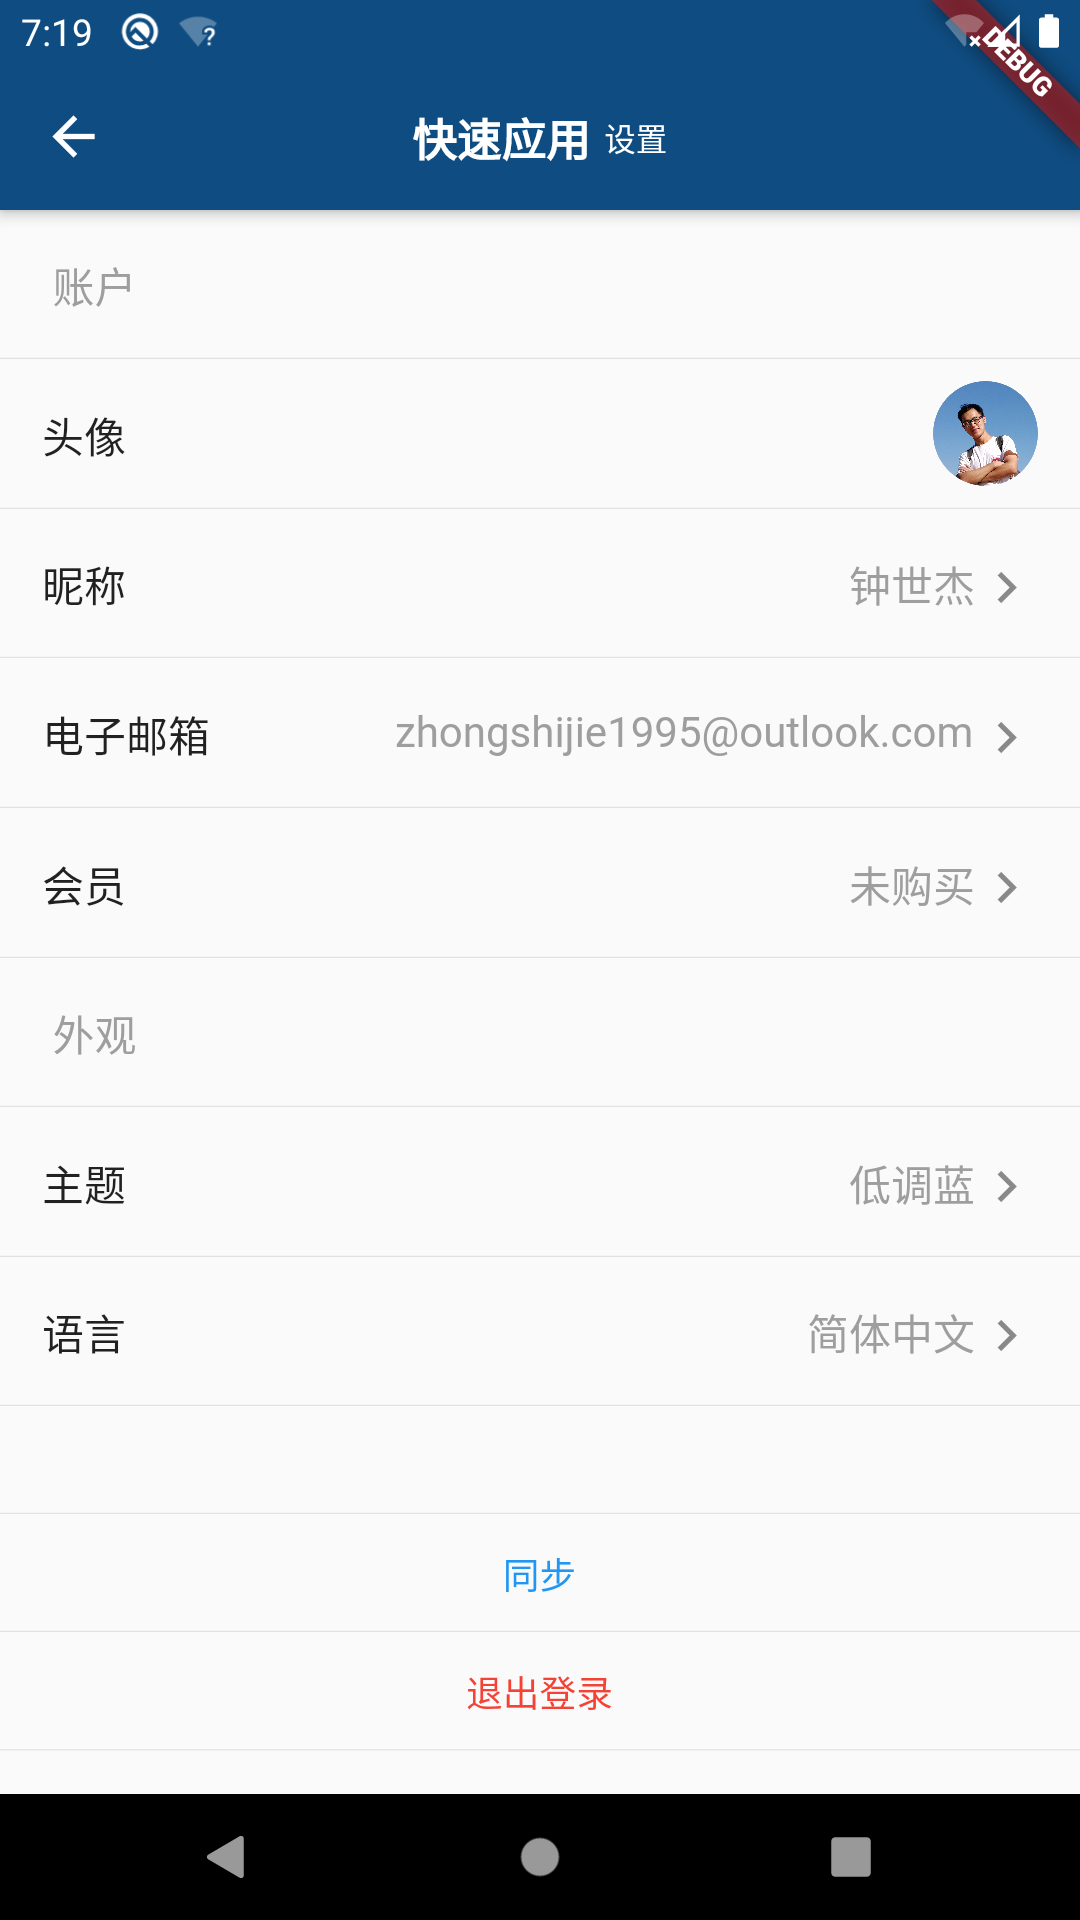 7:19
DEBUG
快速应用 设置
账户
头像
昵称 钟世杰
电子邮箱 zhongshijie1995@outlook.com
会员 未购买
外观
主题 低调蓝
语言 简体中文
同步
退出登录